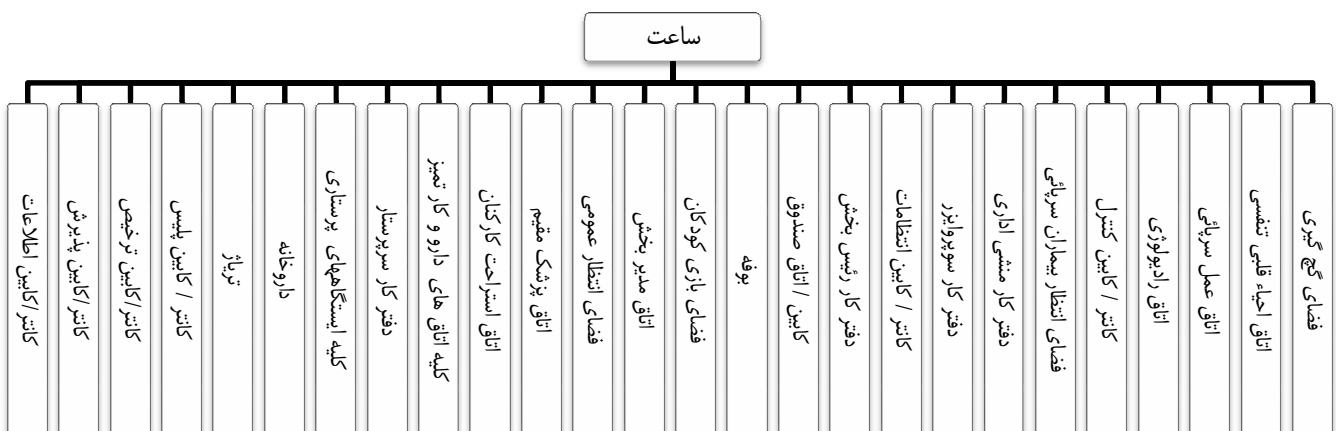 ساعت
فضای گچ گیری
اتاق احیاء قلبی تنفسی
اتاق عمل سرپائی
اتاق رادیولوژی
کانتر / کابین کنترل
فضای انتظار بیماران سرپائی
دفتر کار منشی اداری
دفتر کار سوپروایزر
کانتر / کابین انتظامات
دفتر کار رئیس بخش
کابین / اتاق صندوق
بوفه
فضای بازی کودکان
اتاق مدیر بخش
فضای انتظار عمومی
اتاق پزشک مقیم
اتاق استراحت کارکنان
کلیه اتاق های دارو و کار تمیز
دفتر کار سرپرستار
کلیه ایستگاههای پرستاری
داروخانه
تریاژ
کانتر / کابین پلیس
کانتر/کابین ترخیص
کانتر/کابین پذیرش
کانتر/کابین اطلاعات